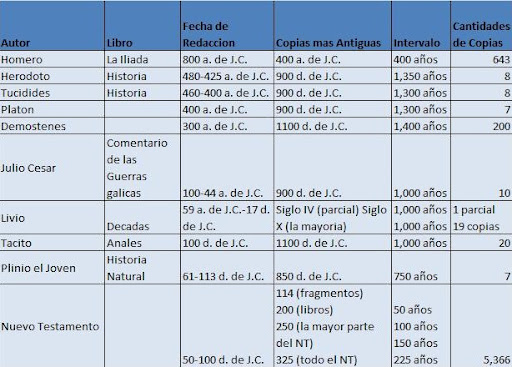 Autor Libro Fecha de Redaccion Copias mas Antiguas Intervalo Cantidades de Copias
Homero La Iliada 800 a. de J.C. 400 a. de J.C. 400 años 643
Herodoto Historia 480-425 a. de J.C. 900 d. de J.C. 1,350 años 8
Tucidides Historia 460-400 a. de J.C. 900 d. de J.C. 1,300 años 8
Platon 400 a. de J.C. 900 d. de J.C. 1,300 años 7
Demostenes 300 a. de J.C. 1100 d. de J.C. 1,400 años 200
Julio Cesar Comentario de las Guerras galicas 100-44 a. de J.C. 900 d. de J.C. 1,000 años 10
Livio Decadas 59 a. de J.C.-17 d. de J.C. Siglo IV (parcial) Siglo X (la mayoria) 1,000 años 1,000 años 1 parcial 19 copias
Tacito Anales 100 d. de J.C. 1100 d. de J.C. 1,000 años 20
Plinio el Joven Historia Natural 61-113 d. de J.C. 850 d. de J.C. 750 años 7
Nuevo Testamento 50-100 d. de J.C. 114 (fragmentos) 200 (libros) 250 (la mayor parte del NT) 325 (todo el NT) 50 años 100 años 150 años 225 años 5,366